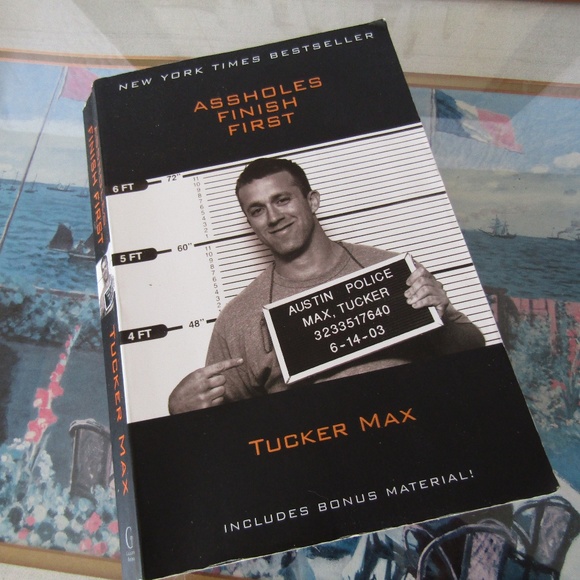 NEW YORK TIMES BESTSELLER
ASSHOLES
FINISH
FIRST
6 FT
72"
5 FT
60"
4 FT
48"
AUSTIN POLICE
MAX, TUCKER
3233517640
6-14-03
TUCKER MAX
INCLUDES BONUS MATERIAL!
FINISH FIRST
TUCKER MAX
G